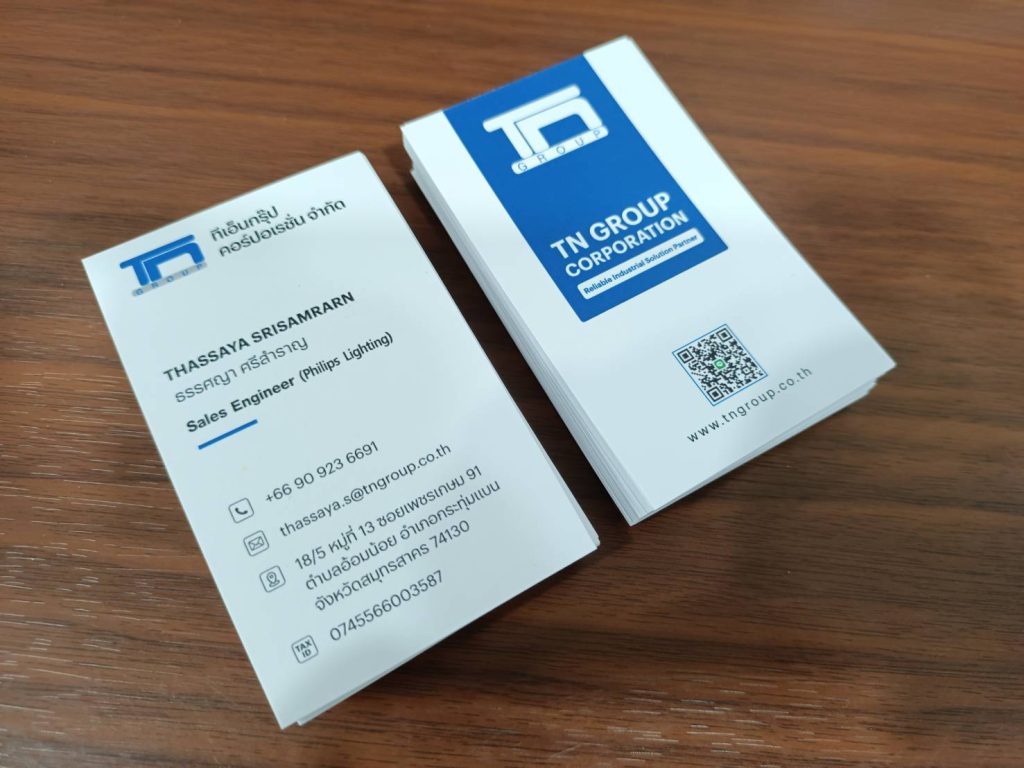 TN
GROUP
ทีเอ็นกรุ๊ป
คอร์ปอเรชั่น จำกัด
THASSAYA SRISAMRARN
ธรรศญา ศรีสำราญ
Sales Engineer (Philips Lighting)
+66 90 923 6691
thassaya.s@tngroup.co.th
18/5 หมู่ที่ 13 ซอยเพชรเกษม 91
ตำบลอ้อมน้อย อำเภอกระทุ่มแบน
จังหวัดสมุทรสาคร 74130
TAX
ID
0745566003587
TN
GROUP
TN GROUP
CORPORATION
Reliable Industrial Solution Partner
www.tngroup.co.th